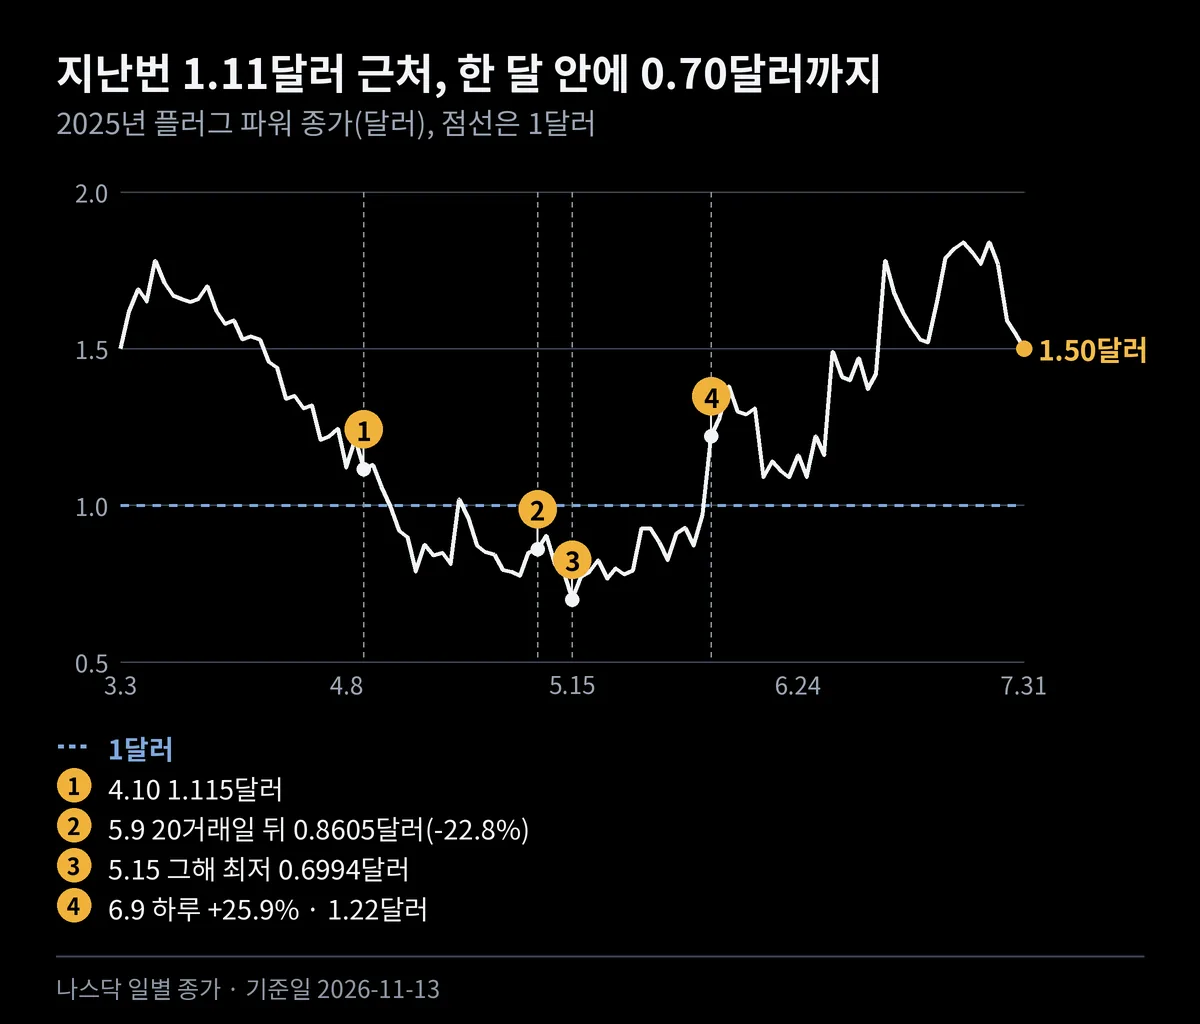 지난번 1.11달러 근처, 한 달 안에 0.70달러까지
2025년 플러그 파워 종가(달러), 점선은 1달러
2.0
1.5
1.0
0.5
1
2
3
4
1.50달러
3.3
4.8
5.15
6.24
7.31
1달러
1 4.10 1.115달러
2 5.9 20거래일 뒤 0.8605달러(-22.8%)
3 5.15 그해 최저 0.6994달러
4 6.9 하루 +25.9% · 1.22달러
나스닥 일별 종가 · 기준일 2026-11-13